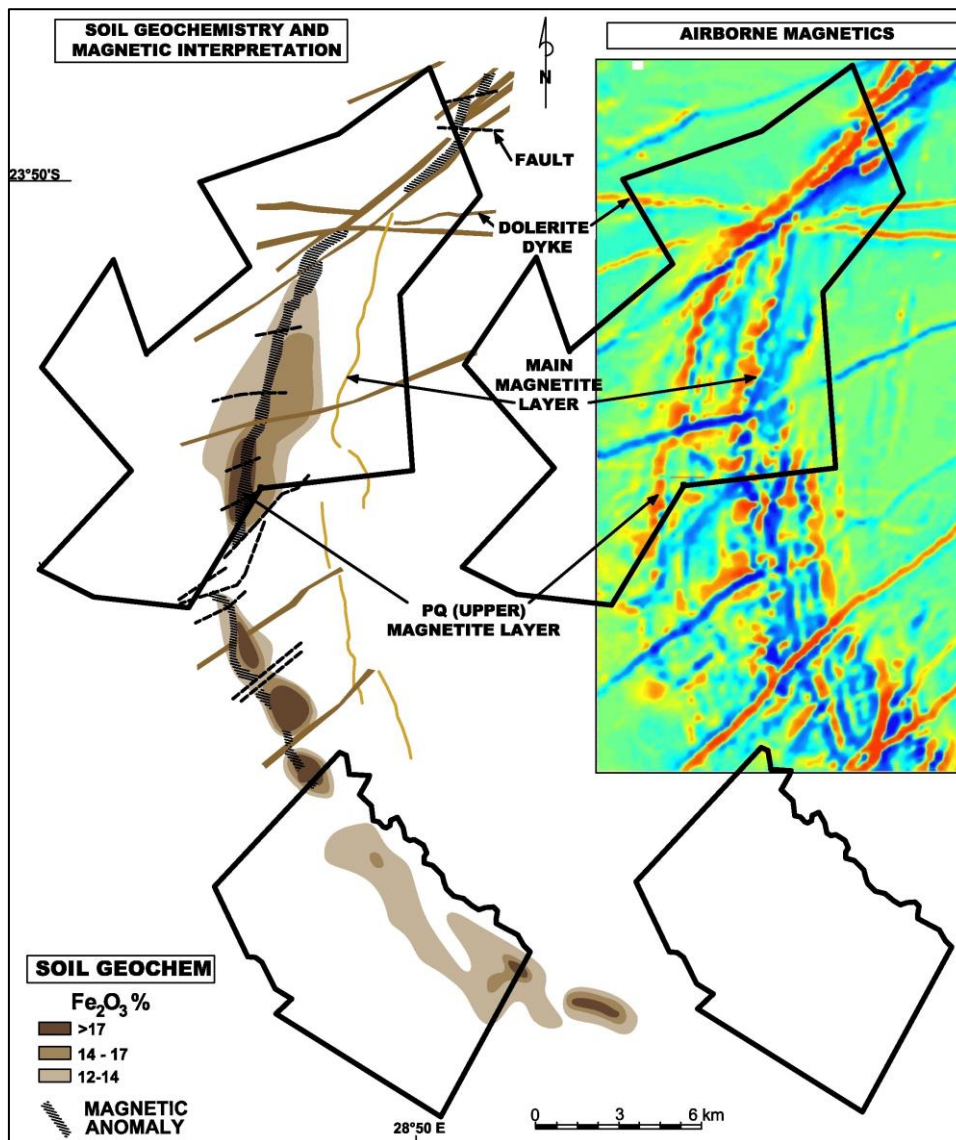 SOIL GEOCHEMISTRY AND
MAGNETIC INTERPRETATION
N
AIRBORNE MAGNETICS
23°50'S
FAULT
DOLERITE
DYKE
MAIN
MAGNETITE
LAYER
PQ (UPPER)
MAGNETITE LAYER
SOIL GEOCHEM
Fe₂O₃ %
>17
14 - 17
12-14
MAGNETIC
ANOMALY
28°50 E
0 3 6 km